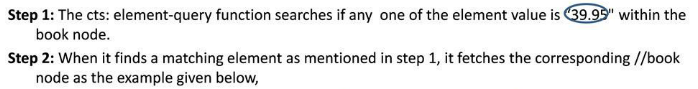 Step 1: The cts: element-query function searches if any one of the element value is "39.95" within the
book node.
Step 2: When it finds a matching element as mentioned in step 1, it fetches the corresponding //book
node as the example given below,